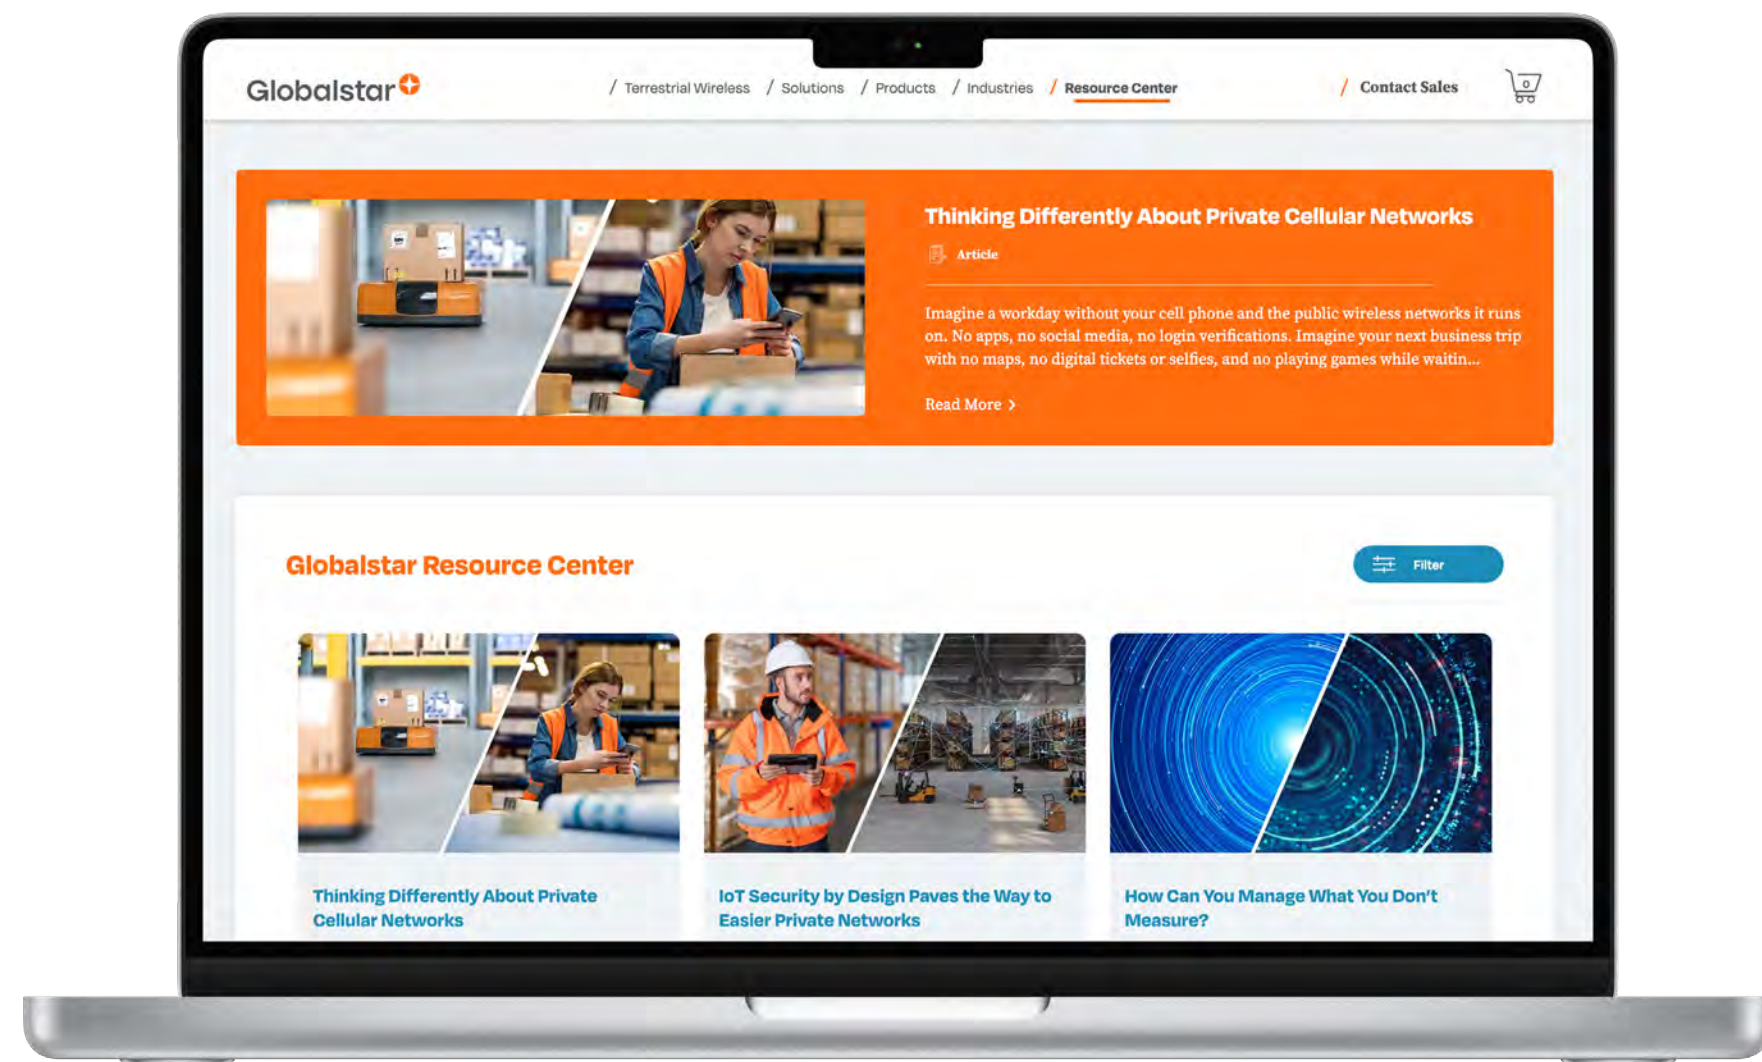 Globalstar
/ Terrestrial Wireless / Solutions / Products / Industries / Resource Center
/ Contact Sales
0
Thinking Differently About Private Cellular Networks
Article
Imagine a workday without your cell phone and the public wireless networks it runs
on. No apps, no social media, no login verifications. Imagine your next business trip
with no maps, no digital tickets or selfies, and no playing games while waitin...
Read More >
Globalstar Resource Center
Filter
Thinking Differently About Private
Cellular Networks
IoT Security by Design Paves the Way to
Easier Private Networks
How Can You Manage What You Don’t
Measure?